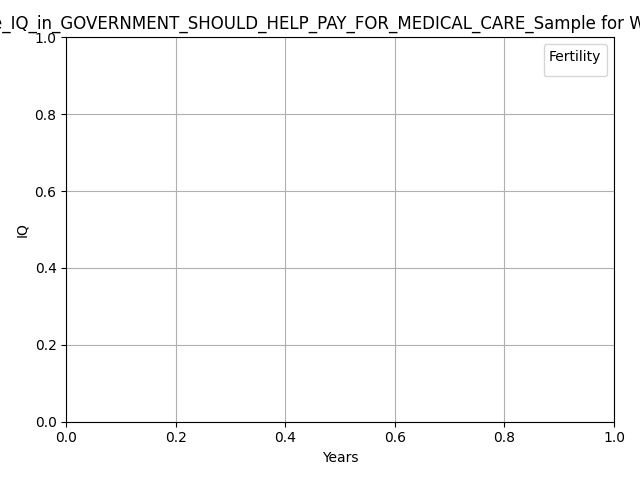 _IQ_in_GOVERNMENT_SHOULD_HELP_PAY_FOR_MEDICAL_CARE_Sample for
Fertility
1.0
0.8
0.6
0.4
0.2
0.0
IQ
0.0 0.2 0.4 0.6 0.8 1.0
Years